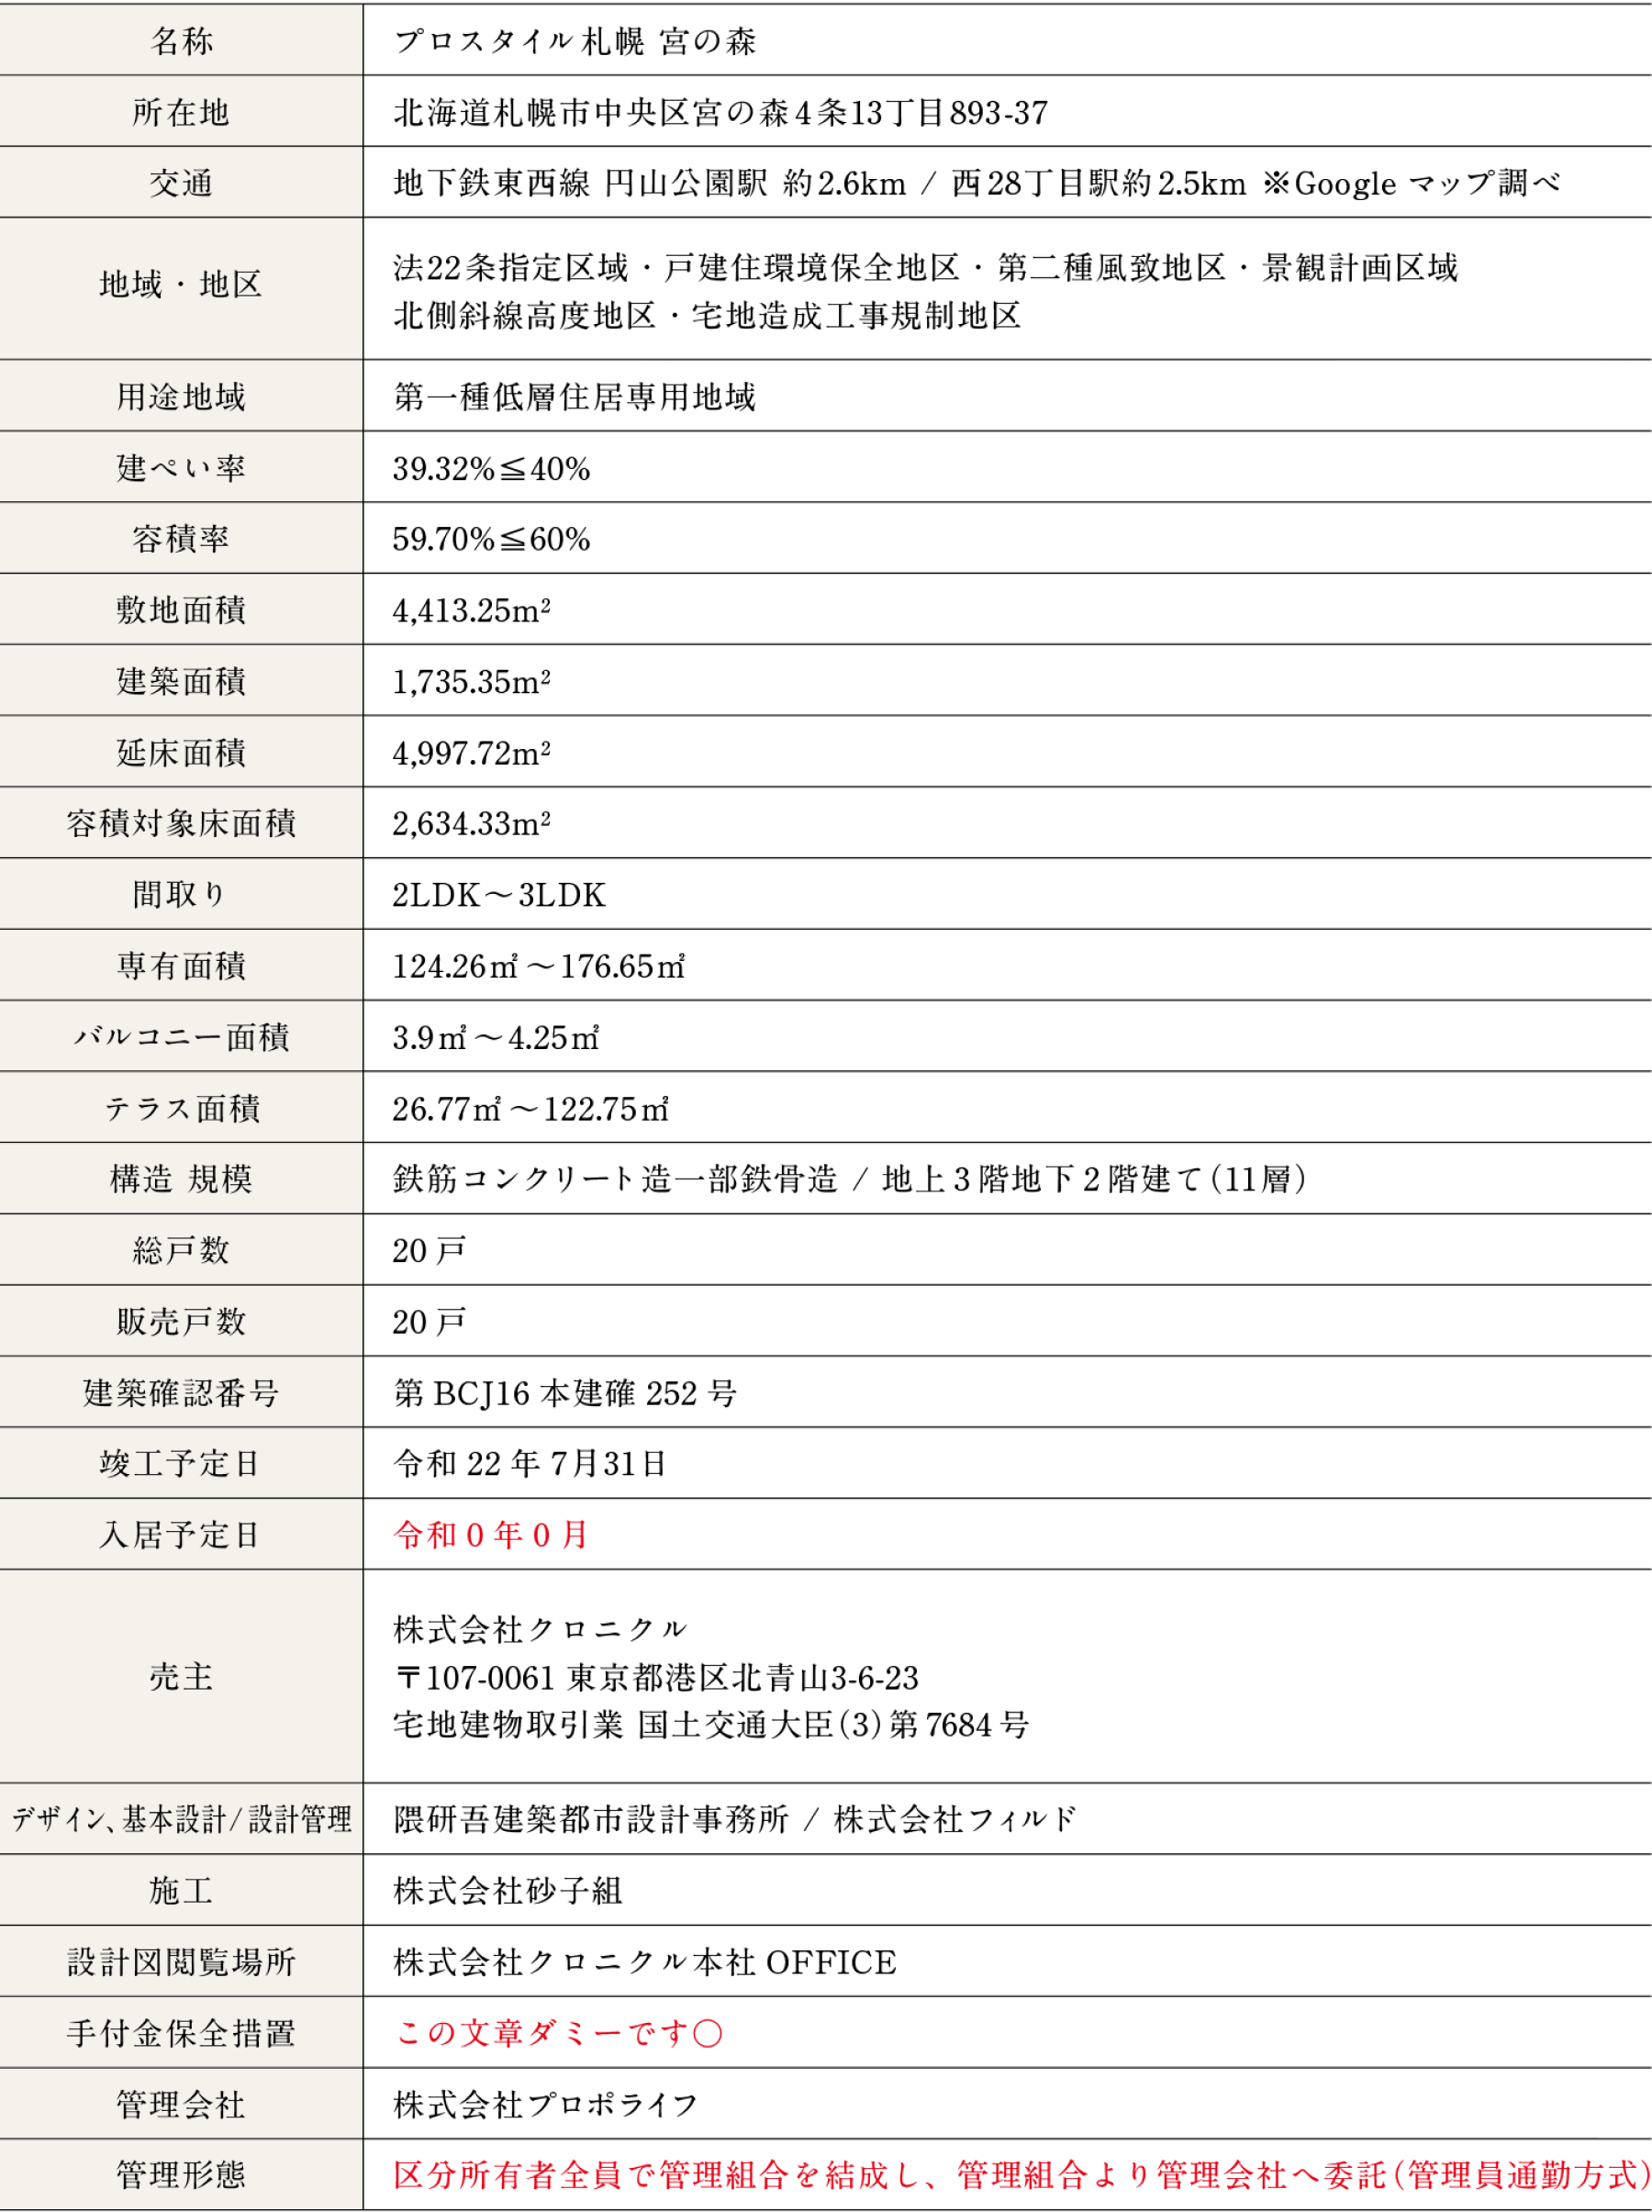 名称 プロスタイル札幌 宮の森
所在地 北海道札幌市中央区宮の森4条13丁目893-37
交通 地下鉄東西線 円山公園駅 約2.6km / 西28丁目駅約2.5km ※Google マップ調べ
地域・地区 法22条指定区域・戸建住環境保全地区・第二種風致地区・景観計画区域
北側斜線高度地区・宅地造成工事規制地区
用途地域 第一種低層住居専用地域
建ぺい率 39.32%≦40%
容積率 59.70%≦60%
敷地面積 4,413.25m²
建築面積 1,735.35m²
延床面積 4,997.72m²
容積対象床面積 2,634.33m²
間取り 2LDK〜3LDK
専有面積 124.26㎡〜176.65㎡
バルコニー面積 3.9㎡〜4.25㎡
テラス面積 26.77㎡〜122.75㎡
構造 規模 鉄筋コンクリート造一部鉄骨造 / 地上3階地下2階建て(11層)
総戸数 20 戸
販売戸数 20 戸
建築確認番号 第 BCJ16 本建確 252 号
竣工予定日 令和 22 年 7月31日
入居予定日 令和 0 年 0 月
売主 株式会社クロニクル
〒107-0061 東京都港区北青山3-6-23
宅地建物取引業 国土交通大臣(3)第7684号
デザイン、基本設計/設計管理 隈研吾建築都市設計事務所 / 株式会社フィルド
施工 株式会社砂子組
設計図閲覧場所 株式会社クロニクル本社 OFFICE
手付金保全措置 この文章ダミーです〇
管理会社 株式会社プロポライフ
管理形態 区分所有者全員で管理組合を結成し、管理組合より管理会社へ委託(管理員通勤方式)